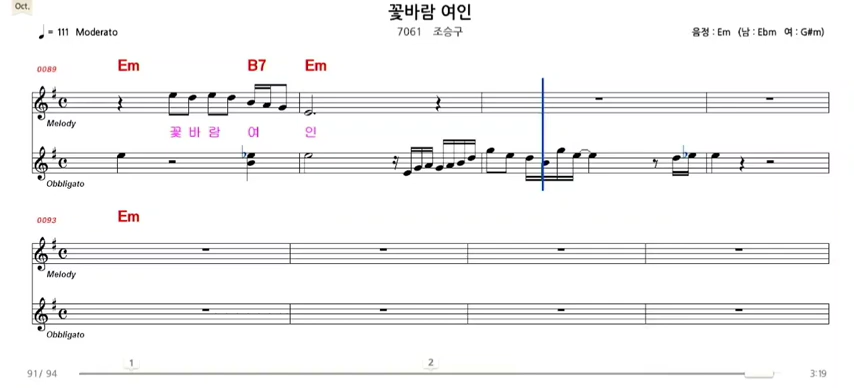 Oct.
꽃바람 여인
♩ = 111 Moderato
7061 조승구
음정 : Em (남 : Ebm 여 : G#m)
0089 Em B7 Em
Melody
꽃 바 람 여 인
Obbligato
0093 Em
Melody
Obbligato
1 2
91/ 94 3:19